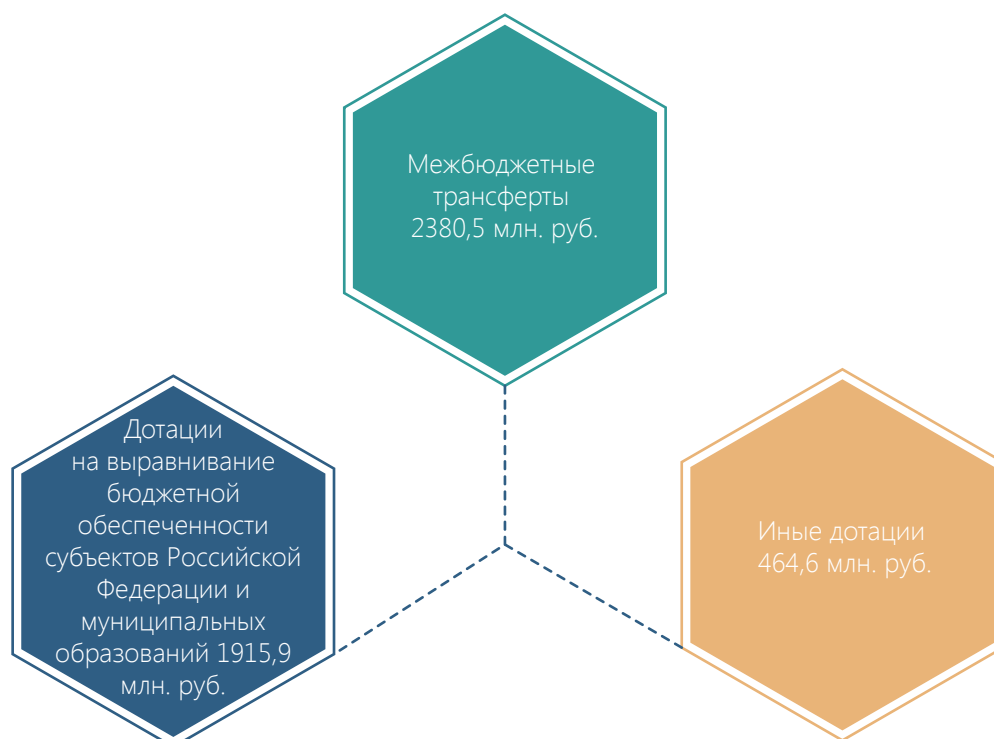 Межбюджетные
трансферты
2380,5 млн. руб.
Дотации
на выравнивание
бюджетной
обеспеченности
субъектов Российской
Федерации и
муниципальных
образований 1915,9
млн. руб.
Иные дотации
464,6 млн. руб.